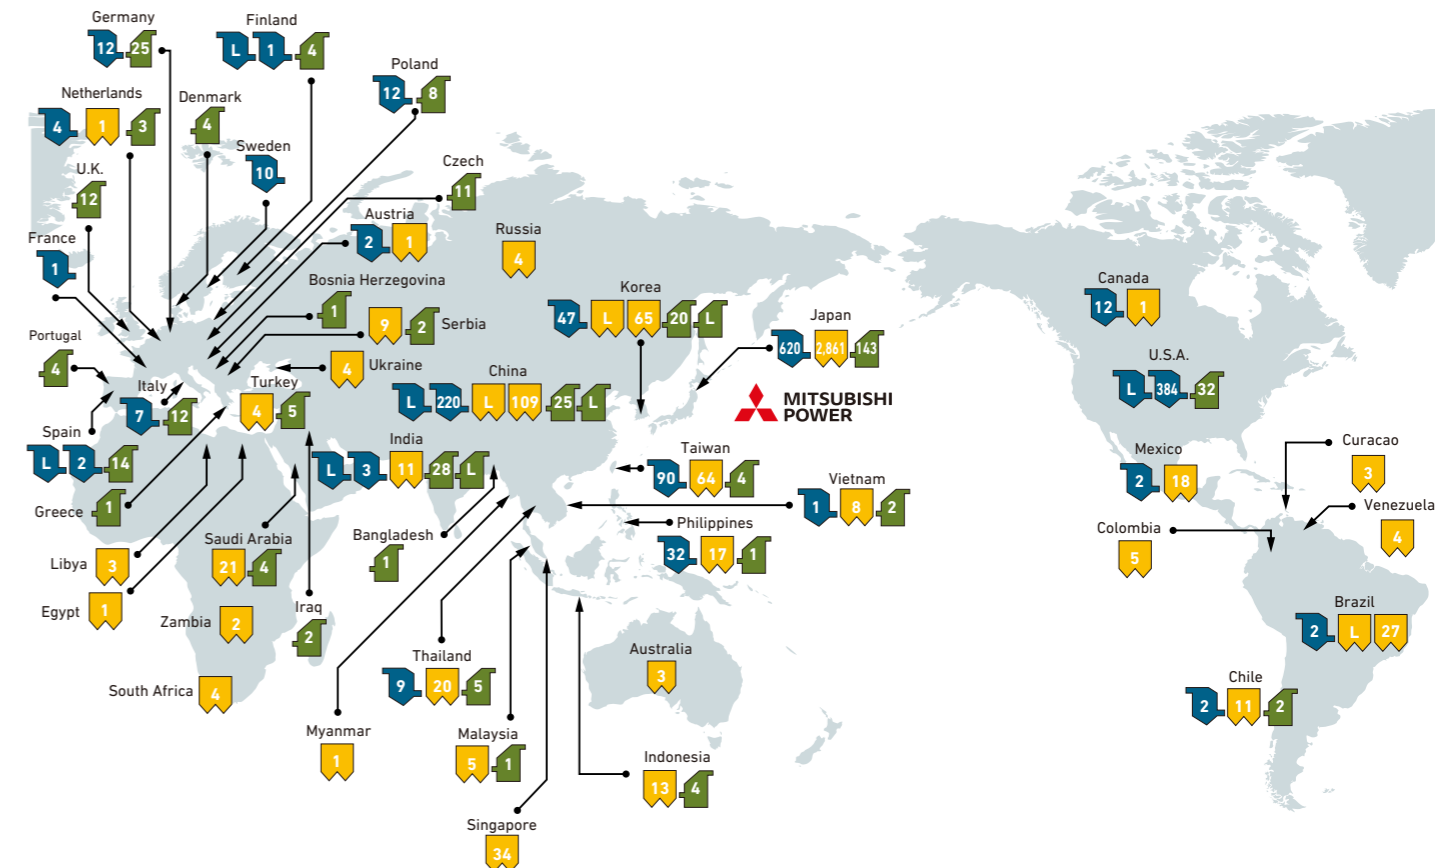 Germany
12 25
Finland
L 1 4
Poland
12 8
Netherlands
4 1 3
Denmark
4
Sweden
10
Czech
11
U.K.
12
Austria
2 1
Russia
4
France
1
Bosnia Herzegovina
1
Serbia
9 2
Korea
47 L 65 20 L
Japan
620 2,861 143
Canada
12 1
Portugal
4
Ukraine
4
U.S.A.
L 384 32
Italy
7 12
Turkey
4 5
China
L 220 L 109 25 L
MITSUBISHI
POWER
Spain
L 2 14
India
L 3 11 28 L
Taiwan
90 64 4
Vietnam
1 8 2
Mexico
2 18
Curacao
3
Greece
1
Venezuela
4
Philippines
32 17 1
Colombia
5
Bangladesh
1
Saudi Arabia
21 4
Libya
3
Egypt
1
Zambia
2
Iraq
2
Brazil
2 L 27
South Africa
4
Thailand
9 20 5
Australia
3
Chile
2 11 2
Myanmar
1
Malaysia
5 1
Indonesia
13 4
Singapore
34